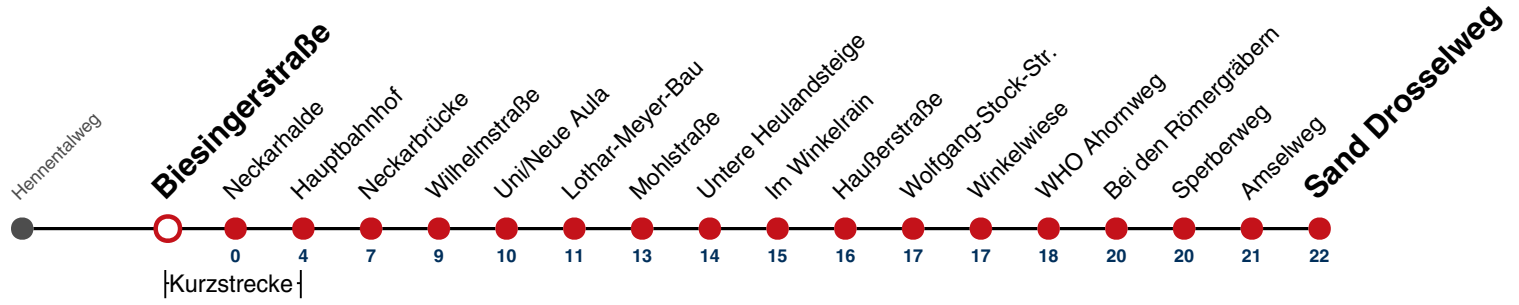 Hennentalweg
Biesingerstraße
Neckarhalde
Hauptbahnhof
Neckarbrücke
Wilhelmstraße
Uni/Neue Aula
Lothar-Meyer-Bau
Mohlstraße
Untere Heulandsteige
Im Winkelrain
Haußerstraße
Wolfgang-Stock-Str.
Winkelwiese
WHO Ahornweg
Bei den Römergräbern
Sperberweg
Amselweg
Sand Drosselweg
0 4 7 9 10 11 13 14 15 16 17 17 18 20 20 21 22
Kurzstrecke